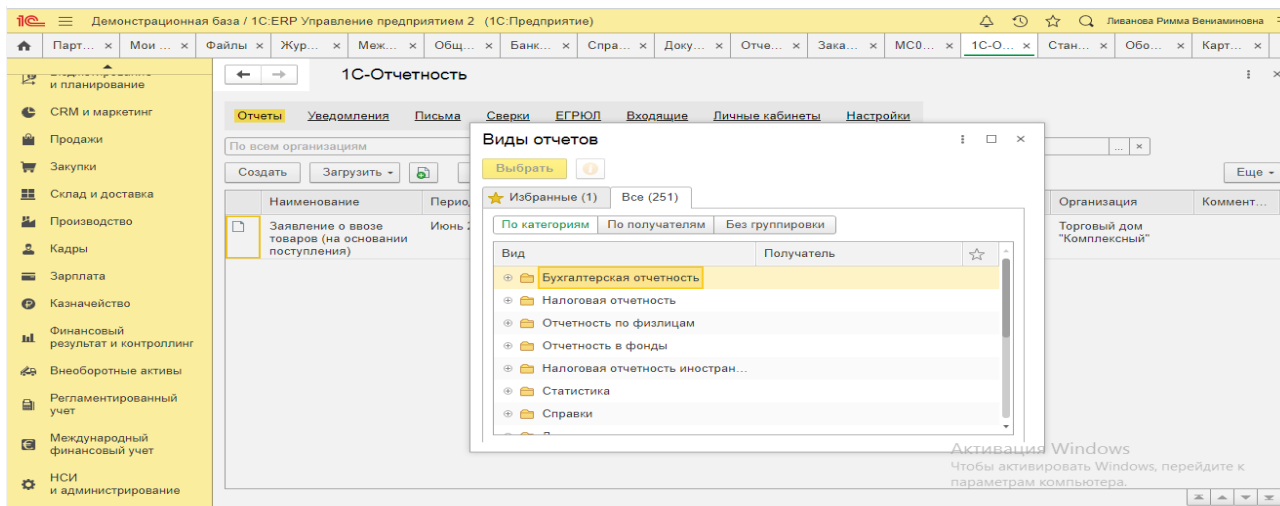 Демонстрационная база / 1С:ERP Управление предприятием 2 (1С:Предприятие)
Ливанова Римма Вениаминовна
Парт... × Мои ... × Файлы × Жур... × Меж... × Общ... × Банк... × Спра... × Доку... × Отче... × Зака... × МС0... × 1С-О... × Стан... × Обо... × Карт... ×
и планирование
CRM и маркетинг
Продажи
Закупки
Склад и доставка
Производство
Кадры
Зарплата
Казначейство
Финансовый
результат и контроллинг
Внеоборотные активы
Регламентированный
учет
Международный
финансовый учет
НСИ
и администрирование
1С-Отчетность
Отчеты Уведомления Письма Сверки ЕГРЮЛ Входящие Личные кабинеты Настройки
По всем организациям
Создать Загрузить Еще
Наименование Перио Организация Коммент...
Заявление о ввозе
товаров (на основании
поступления)
Июнь 2
Торговый дом
"Комплексный"
Виды отчетов
Выбрать
Избранные (1) Все (251)
По категориям По получателям Без группировки
Вид Получатель
Бухгалтерская отчетность
Налоговая отчетность
Отчетность по физлицам
Отчетность в фонды
Налоговая отчетность иностран...
Статистика
Справки
Активация Windows
Чтобы активировать Windows, перейдите к
параметрам компьютера.